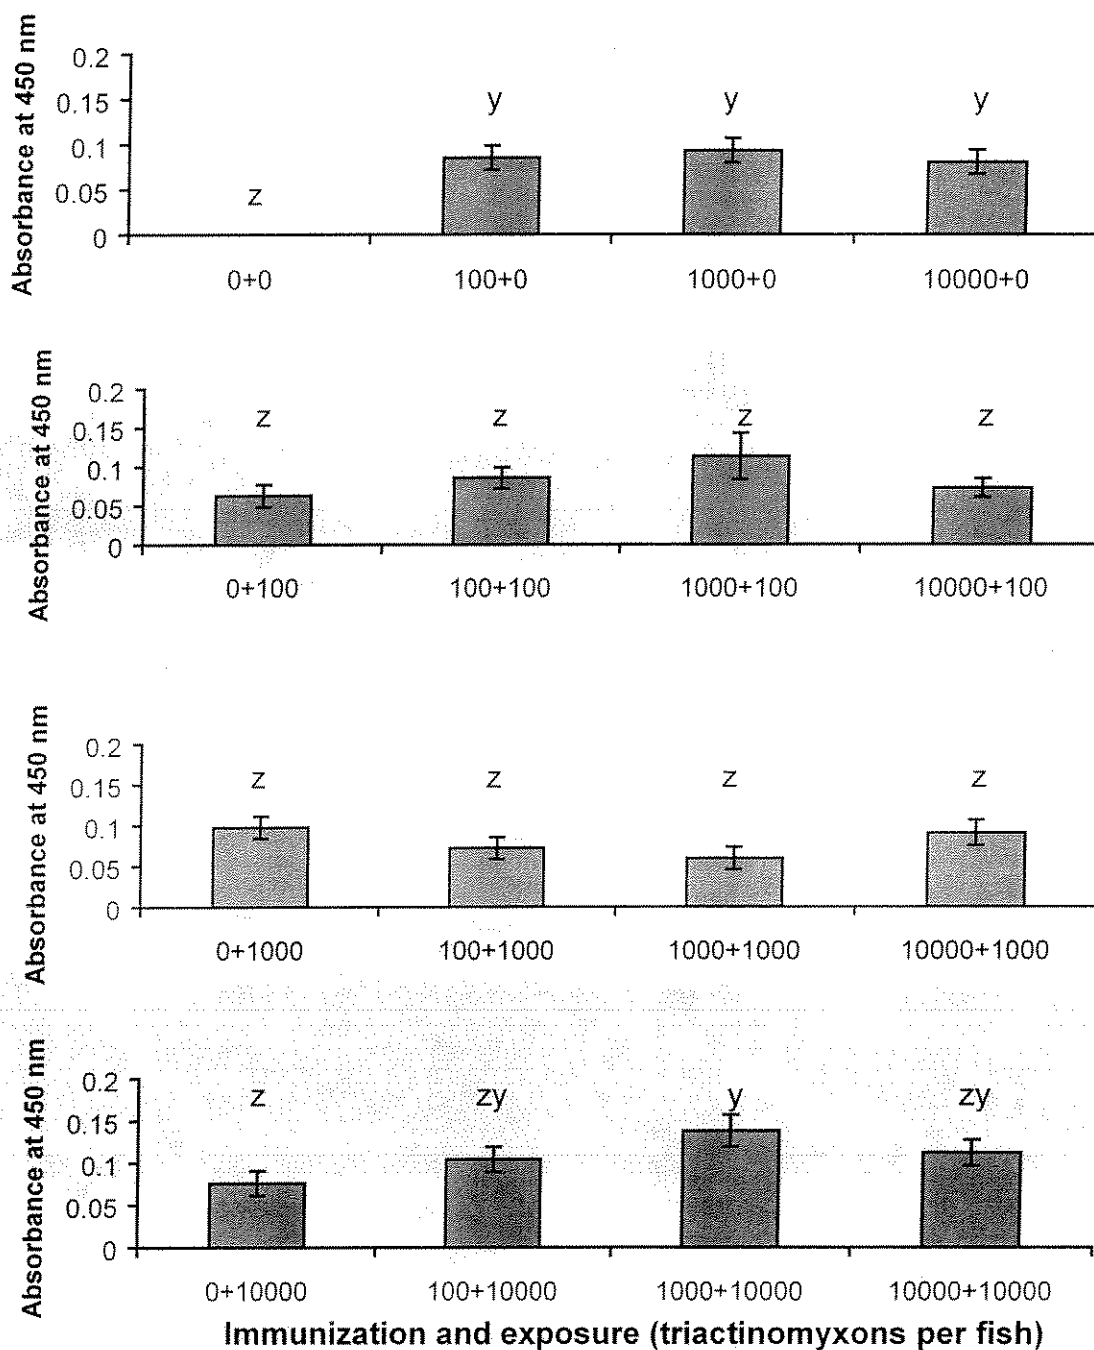 Absorbance at 450 nm
0.2
0.15
0.1
0.05
0
z
y
y
y
0+0
100+0
1000+0
10000+0
Absorbance at 450 nm
0.2
0.15
0.1
0.05
0
z
z
z
z
0+100
100+100
1000+100
10000+100
Absorbance at 450 nm
0.2
0.15
0.1
0.05
0
z
z
z
z
0+1000
100+1000
1000+1000
10000+1000
Absorbance at 450 nm
0.2
0.15
0.1
0.05
0
z
zy
y
zy
0+10000
100+10000
1000+10000
10000+10000
Immunization and exposure (triactinomyxons per fish)